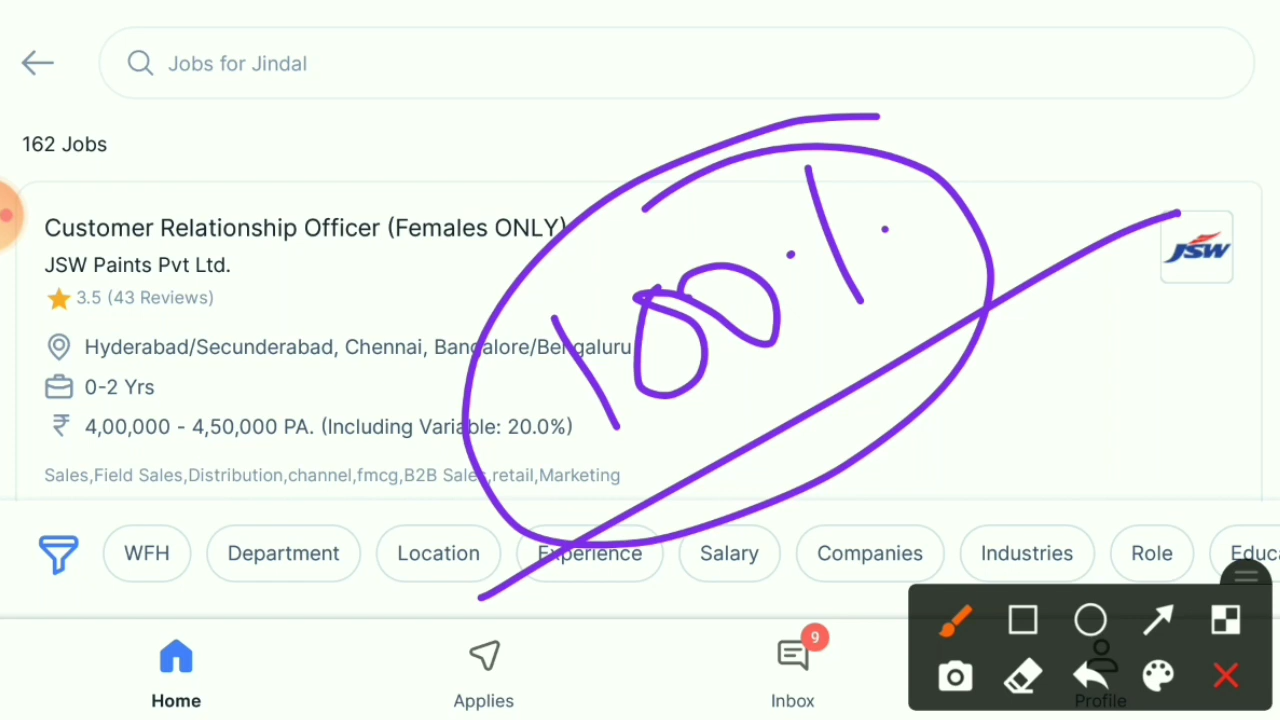 Jobs for Jindal
162 Jobs
Customer Relationship Officer (Females ONLY)
JSW Paints Pvt Ltd.
JSW
3.5 (43 Reviews)
100%
Hyderabad/Secunderabad, Chennai, Bangalore/Bengaluru
0-2 Yrs
₹ 4,00,000 - 4,50,000 PA. (Including Variable: 20.0%)
Sales,Field Sales,Distribution,channel,fmcg,B2B Sales,retail,Marketing
WFH Department Location Experience Salary Companies Industries Role Educa
9
Home Applies Inbox Profile